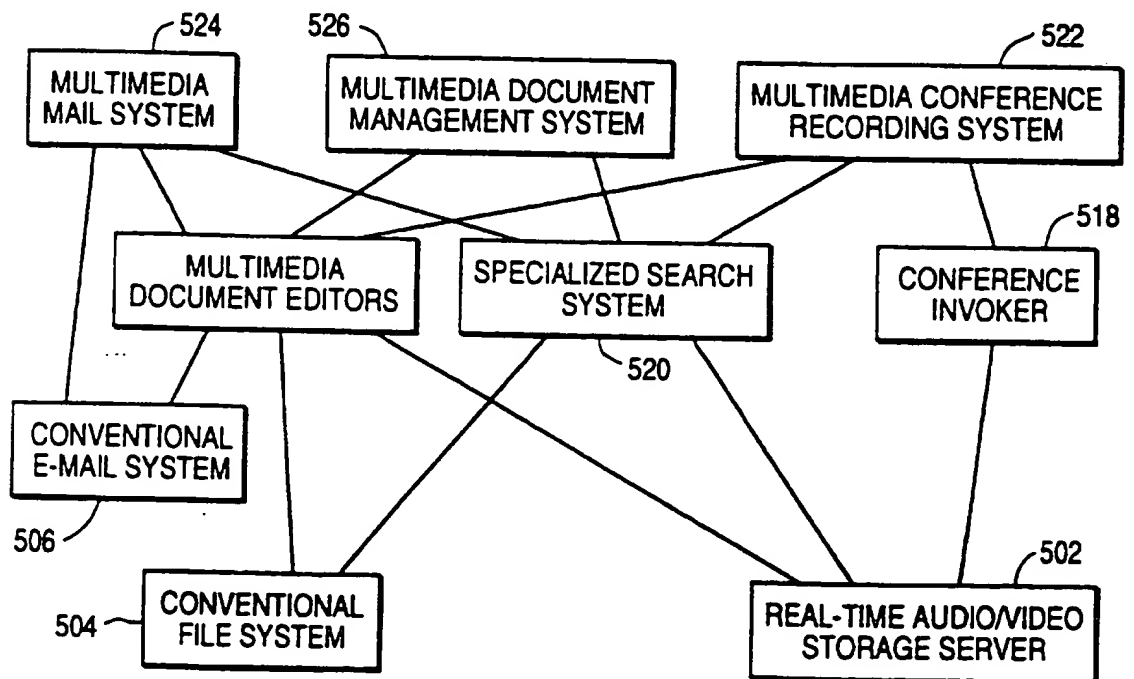 524
526
522
MULTIMEDIA
MAIL SYSTEM
MULTIMEDIA DOCUMENT
MANAGEMENT SYSTEM
MULTIMEDIA CONFERENCE
RECORDING SYSTEM
518
MULTIMEDIA
DOCUMENT EDITORS
SPECIALIZED SEARCH
SYSTEM
CONFERENCE
INVOKER
520
CONVENTIONAL
E-MAIL SYSTEM
506
502
504
CONVENTIONAL
FILE SYSTEM
REAL-TIME AUDIO/VIDEO
STORAGE SERVER